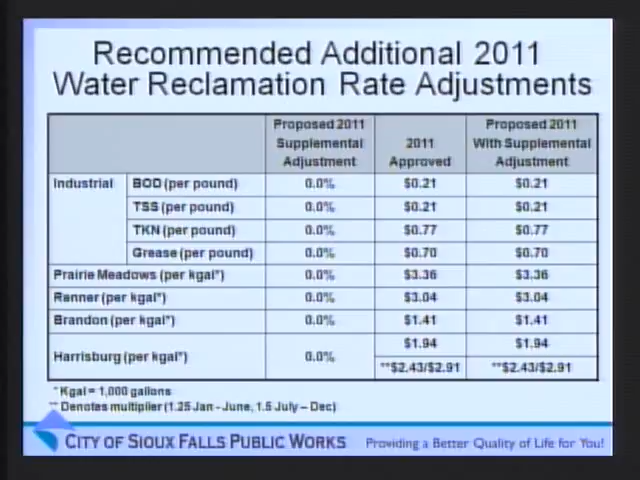 Recommended Additional 2011
Water Reclamation Rate Adjustments
Proposed 2011 Supplemental Adjustment 2011 Approved Proposed 2011 With Supplemental Adjustment
Industrial BOD (per pound) 0.0% $0.21 $0.21
TSS (per pound) 0.0% $0.21 $0.21
TKN (per pound) 0.0% $0.77 $0.77
Grease (per pound) 0.0% $0.70 $0.70
Prairie Meadows (per kgal*) 0.0% $3.36 $3.36
Renner (per kgal*) 0.0% $3.04 $3.04
Brandon (per kgal*) 0.0% $1.41 $1.41
Harrisburg (per kgal*) 0.0% $1.94 $1.94
**$2.43/$2.91 **$2.43/$2.91
* Kgal = 1,000 gallons
** Denotes multiplier (1.25 Jan - June, 1.5 July – Dec)
CITY OF SIOUX FALLS PUBLIC WORKS Providing a Better Quality of Life for You!